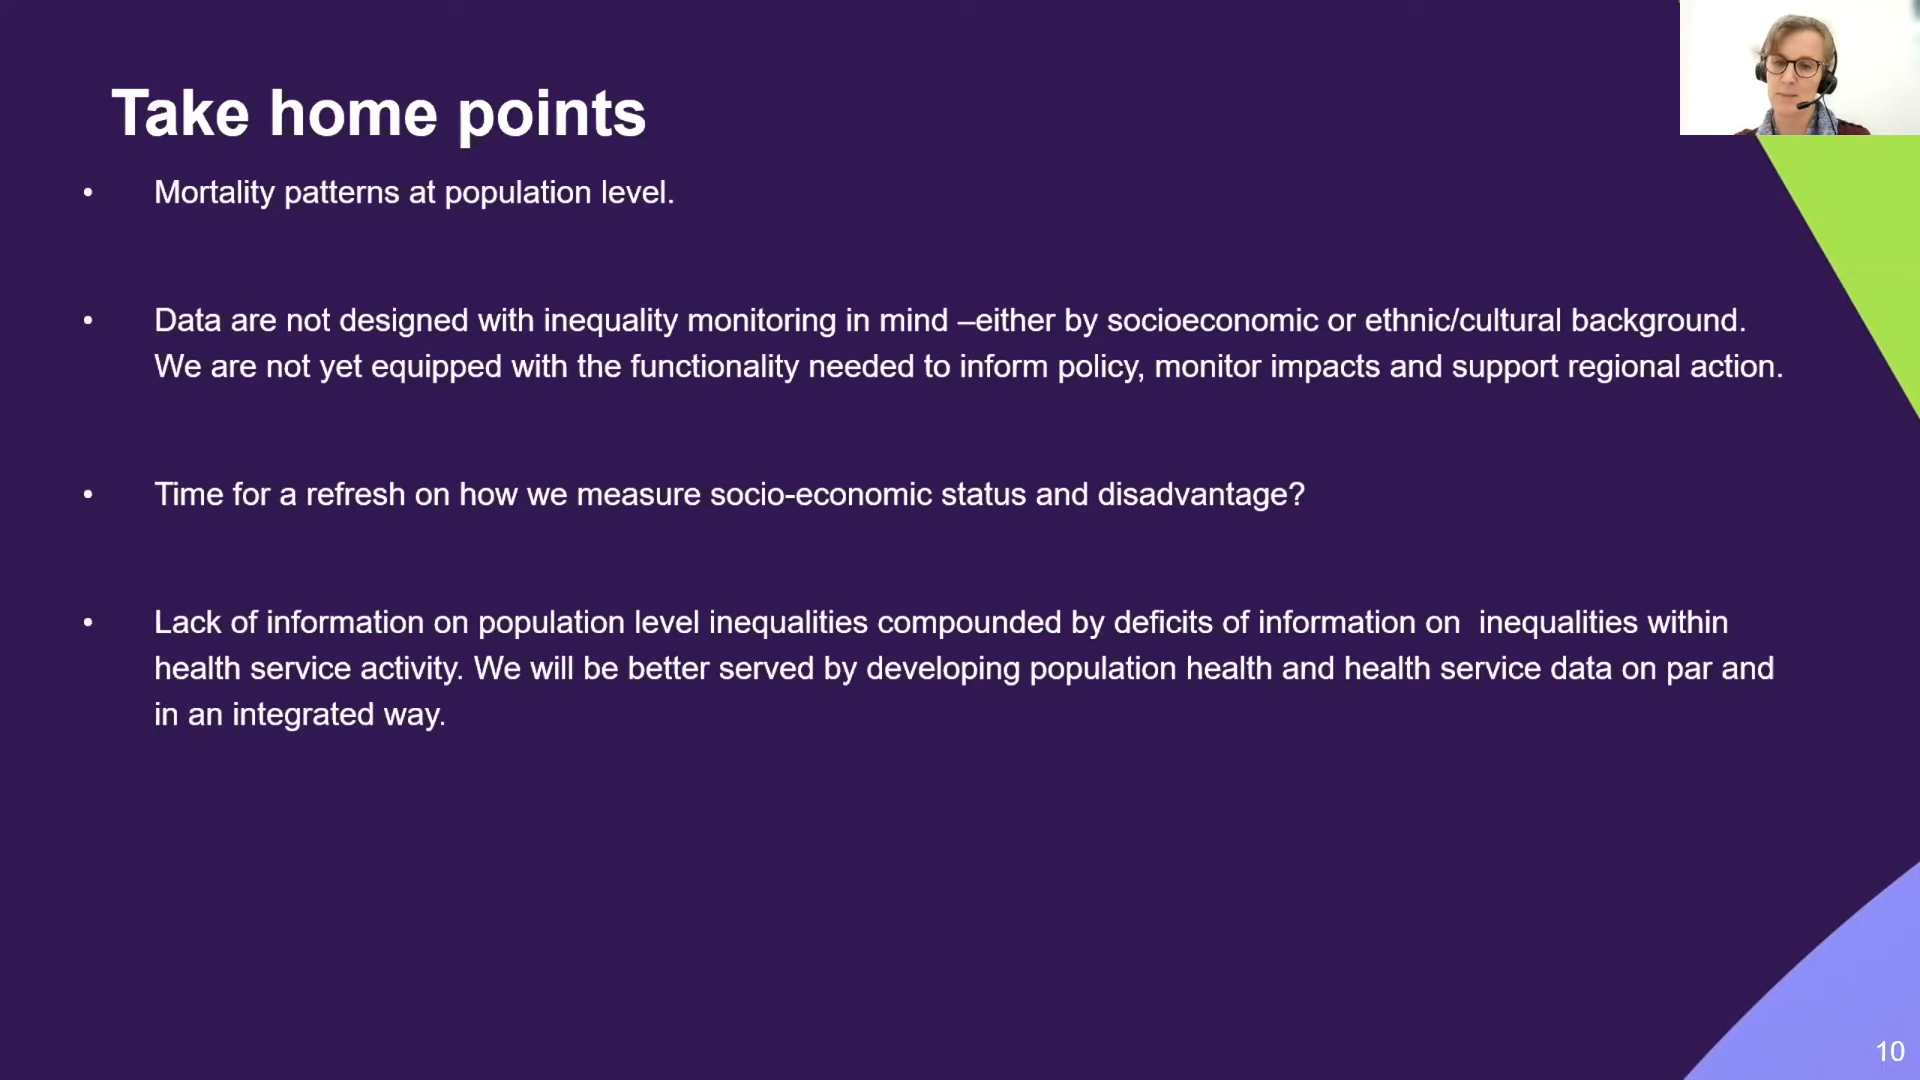 Take home points
• Mortality patterns at population level.
• Data are not designed with inequality monitoring in mind –either by socioeconomic or ethnic/cultural background.
We are not yet equipped with the functionality needed to inform policy, monitor impacts and support regional action.
• Time for a refresh on how we measure socio-economic status and disadvantage?
• Lack of information on population level inequalities compounded by deficits of information on  inequalities within
health service activity. We will be better served by developing population health and health service data on par and
in an integrated way.
10